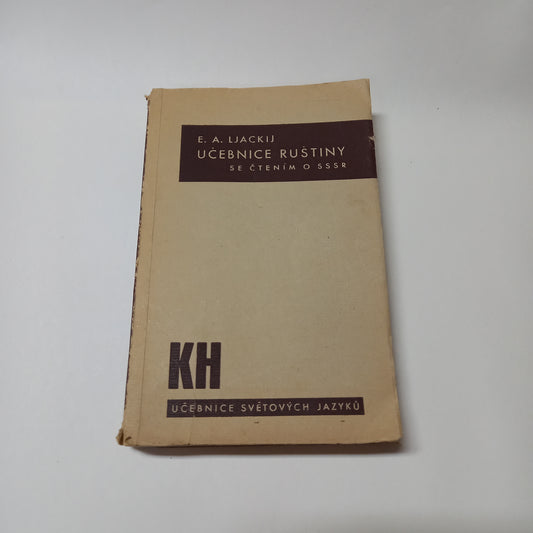 E. A. LJACKIJ
UČEBNICE RUŠTINY
SE ČTENÍM O SSSR
KH
UČEBNICE SVĚTOVÝCH JAZYKŮ